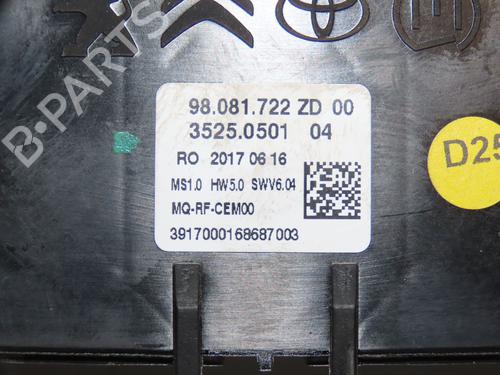 B-PARTS
98.081.722 ZD 00
3525.0501 04
RO 2017 06 16
MS1.0 HW5.0 SWV6.04
MQ-RF-CEM00
3917000168687003
D25